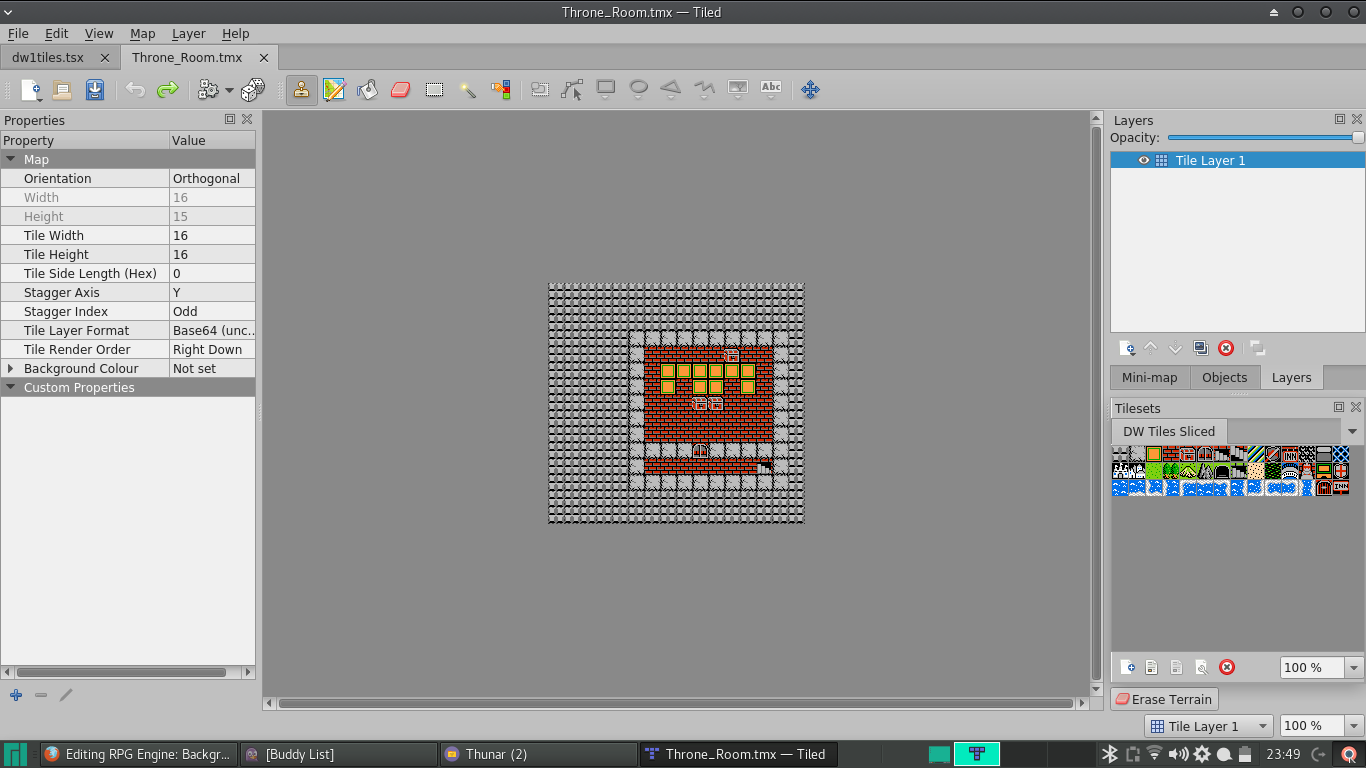 Throne_Room.tmx — Tiled
File Edit View Map Layer Help
dw1tiles.tsx Throne_Room.tmx
Abc
Properties
Property Value
Map
Orientation Orthogonal
Width 16
Height 15
Tile Width 16
Tile Height 16
Tile Side Length (Hex) 0
Stagger Axis Y
Stagger Index Odd
Tile Layer Format Base64 (unc...
Tile Render Order Right Down
Background Colour Not set
Custom Properties
Layers
Opacity:
Tile Layer 1
Mini-map Objects Layers
Tilesets
DW Tiles Sliced
INN
INN
100 %
Erase Terrain
Tile Layer 1 100 %
Editing RPG Engine: Backgr... [Buddy List] Thunar (2) Throne_Room.tmx — Tiled 23:49